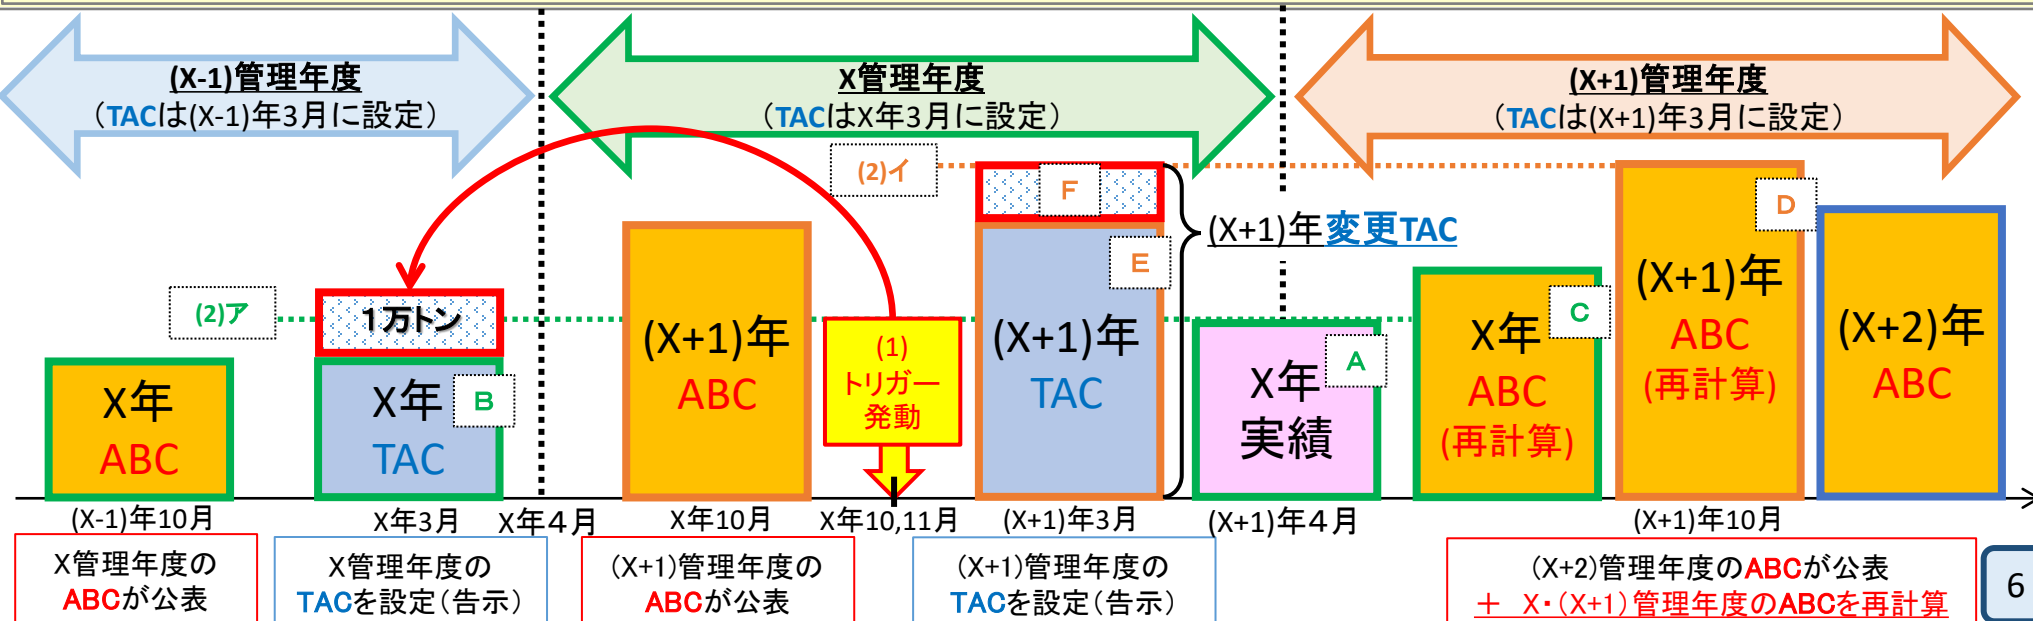 (X-1)管理年度
（TACは(X-1)年3月に設定）
X管理年度
（TACはX年3月に設定）
(X+1)管理年度
（TACは(X+1)年3月に設定）
(2)ア
(2)イ
1万トン
X年
ABC
X年
TAC
B
(X+1)年
ABC
(1)
トリガー
発動
F
E
(X+1)年
TAC
(X+1)年変更TAC
X年
実績
A
X年
ABC
(再計算)
C
(X+1)年
ABC
(再計算)
D
(X+2)年
ABC
(X-1)年10月
X年3月
X年４月
X年10月
X年10,11月
(X+1)年3月
(X+1)年４月
(X+1)年10月
X管理年度の
ABCが公表
X管理年度の
TACを設定（告示）
(X+1)管理年度の
ABCが公表
(X+1)管理年度の
TACを設定（告示）
(X+2)管理年度のABCが公表
＋ X・(X+1)管理年度のABCを再計算
6